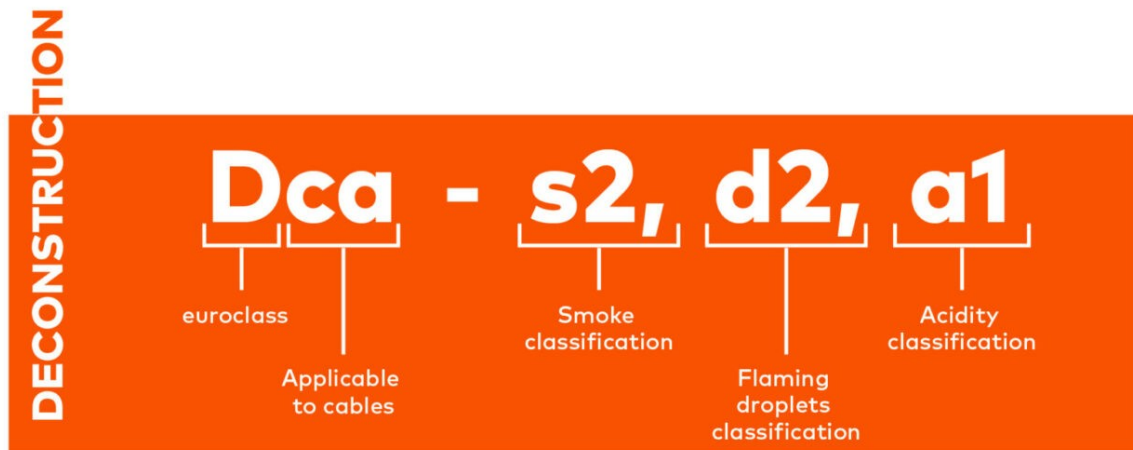 DECONSTRUCTION
Dca - s2, d2, a1
euroclass
Applicable
to cables
Smoke
classification
Flaming
droplets
classification
Acidity
classification